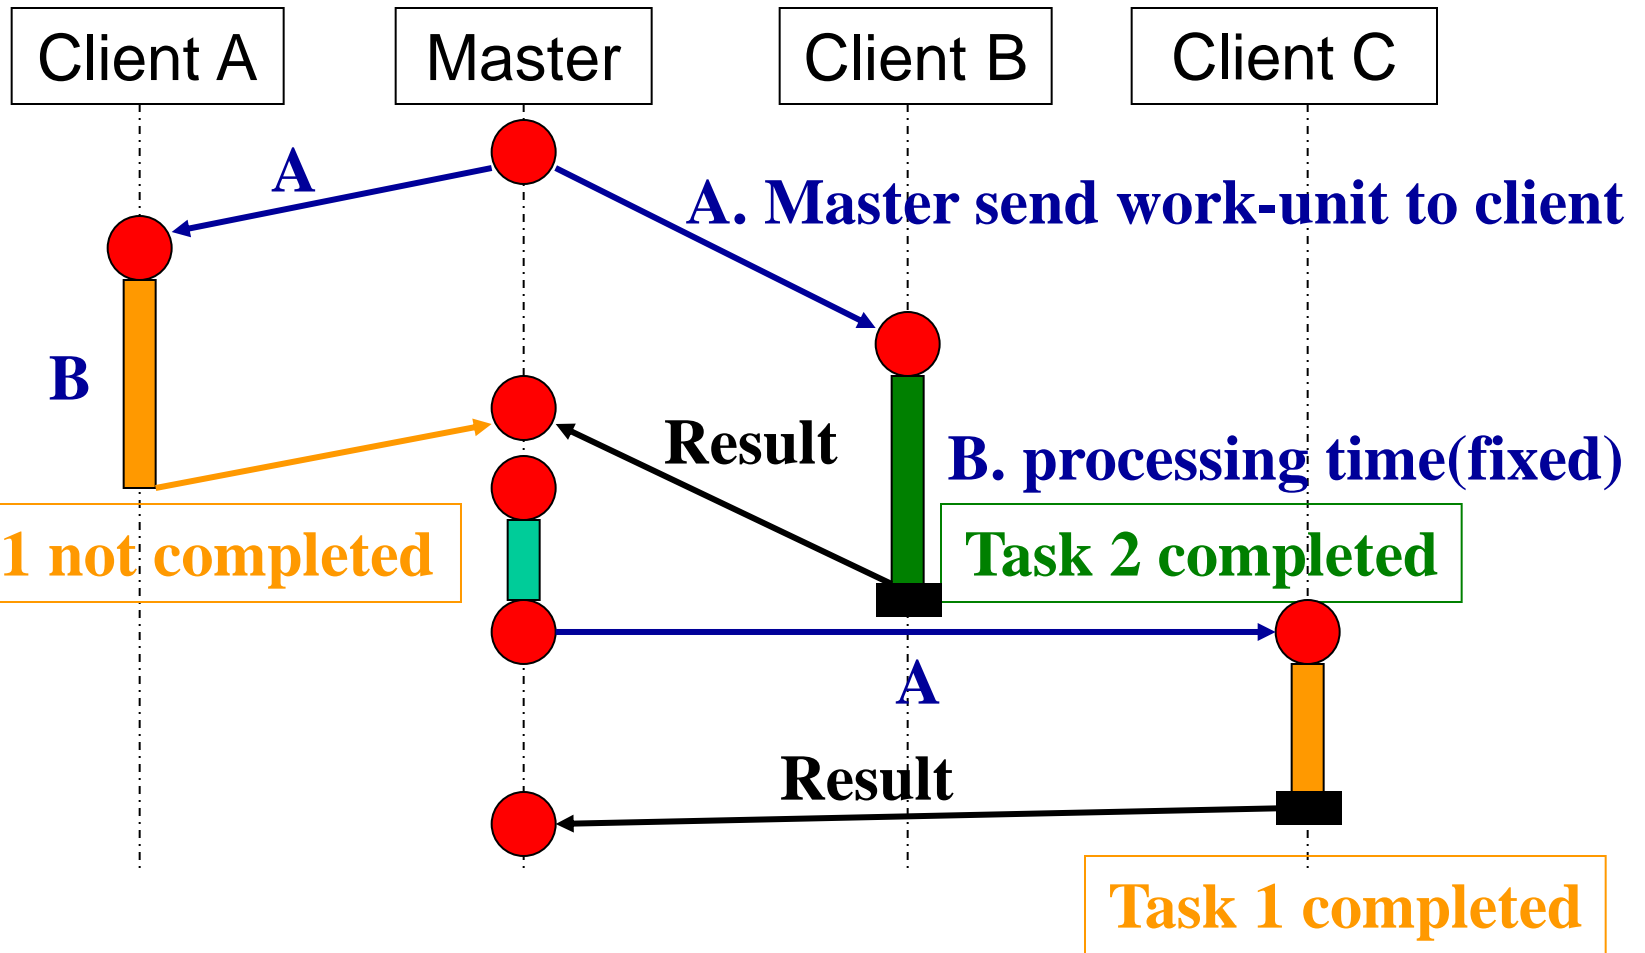 Client A
Master
Client B
Client C
A
A. Master send work-unit to client
B
Result
B. processing time(fixed)
1 not completed
Task 2 completed
A
Result
Task 1 completed